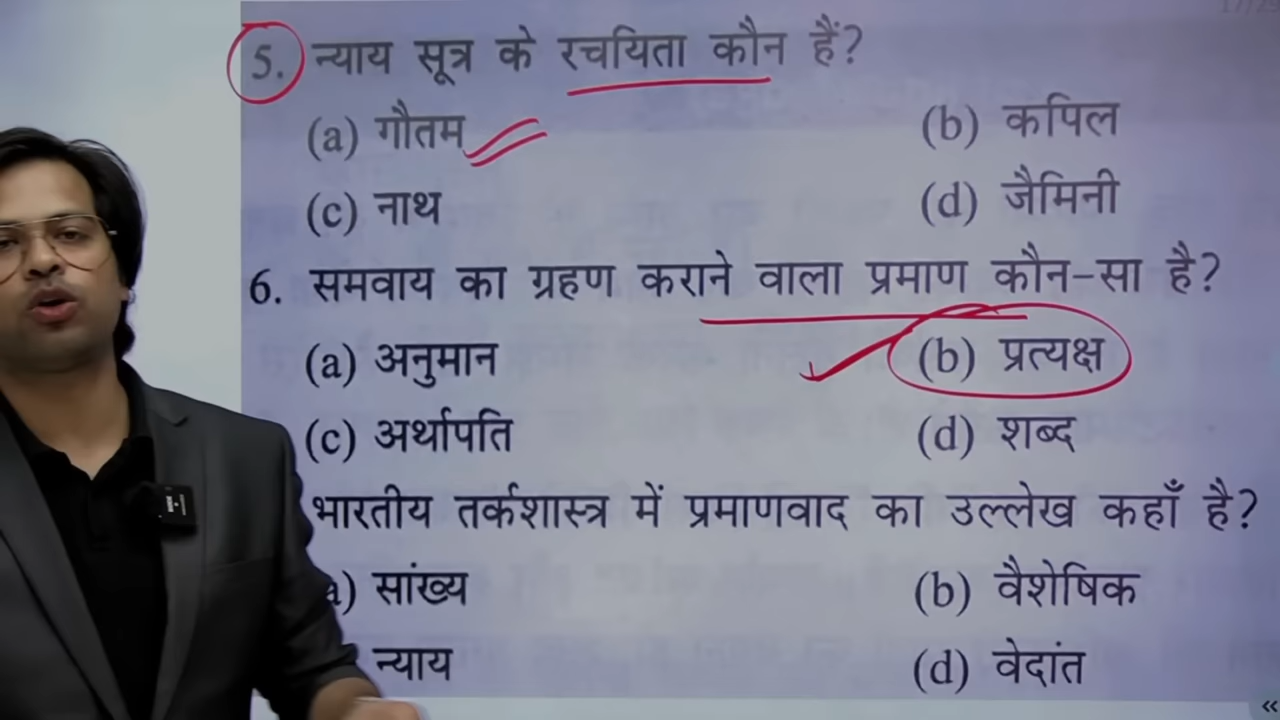 5. न्याय सूत्र के रचयिता कौन हैं?
(a) गौतम (b) कपिल
(c) नाथ (d) जैमिनी
6. समवाय का ग्रहण कराने वाला प्रमाण कौन-सा है?
(a) अनुमान (b) प्रत्यक्ष
(c) अर्थापति (d) शब्द
भारतीय तर्कशास्त्र में प्रमाणवाद का उल्लेख कहाँ है?
a) सांख्य (b) वैशेषिक
न्याय (d) वेदांत